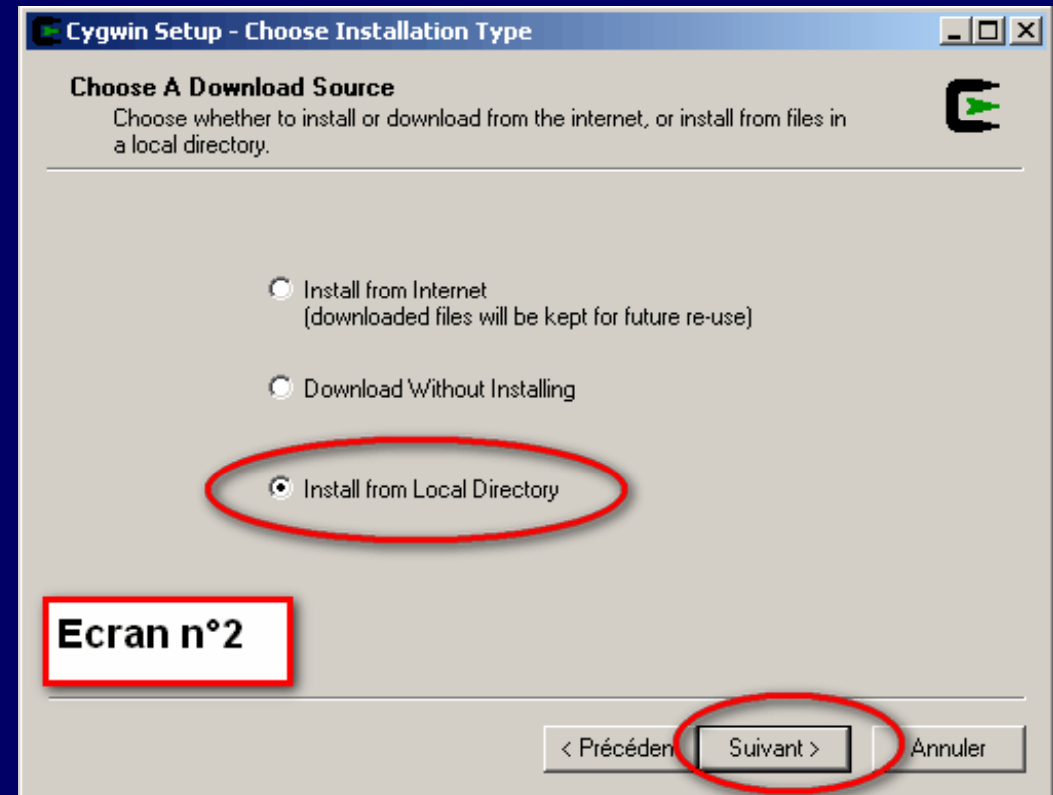 Cygwin Setup - Choose Installation Type
Choose A Download Source
Choose whether to install or download from the internet, or install from files in
a local directory.
Install from Internet
(downloaded files will be kept for future re-use)
Download Without Installing
Install from Local Directory
Ecran n°2
< Précéden
Suivant >
Annuler